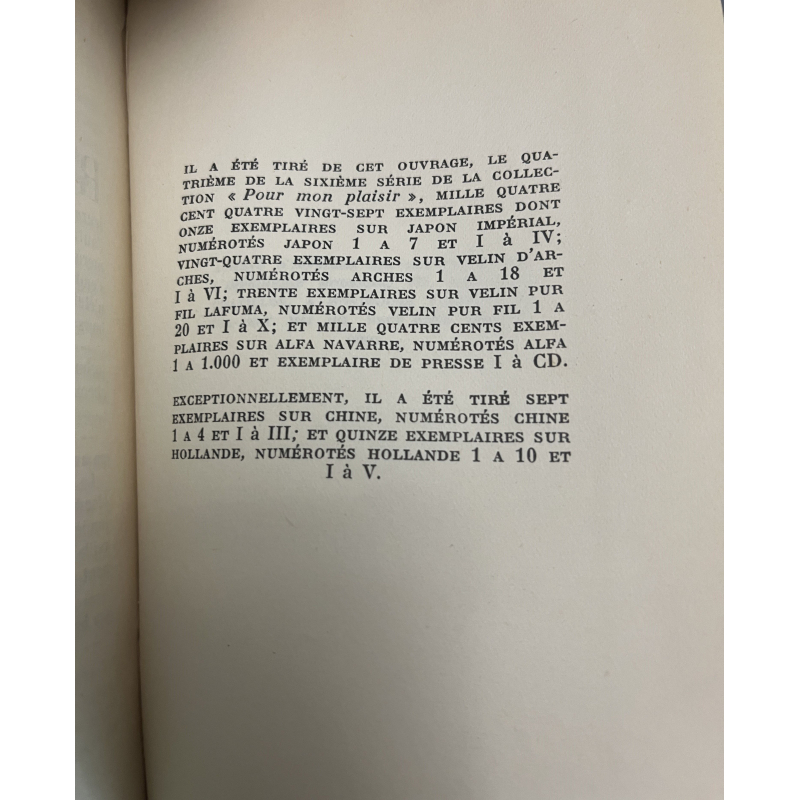 IL A ÉTÉ TIRÉ DE CET OUVRAGE, LE QUA-
TRIÈME DE LA SIXIÈME SÉRIE DE LA COLLEC-
TION « Pour mon plaisir », MILLE QUATRE
CENT QUATRE VINGT-SEPT EXEMPLAIRES DONT
ONZE EXEMPLAIRES SUR JAPON IMPÉRIAL,
NUMÉROTÉS JAPON 1 A 7 ET I à IV;
VINGT-QUATRE EXEMPLAIRES SUR VELIN D'AR-
CHES, NUMÉROTÉS ARCHES 1 A 18 ET
I à VI; TRENTE EXEMPLAIRES SUR VELIN PUR
FIL LAFUMA, NUMÉROTÉS VELIN PUR FIL 1 A
20 ET I à X; ET MILLE QUATRE CENTS EXEM-
PLAIRES SUR ALFA NAVARRE, NUMÉROTÉS ALFA
1 A 1.000 ET EXEMPLAIRE DE PRESSE I à CD.
EXCEPTIONNELLEMENT, IL A ÉTÉ TIRÉ SEPT
EXEMPLAIRES SUR CHINE, NUMÉROTÉS CHINE
1 A 4 ET I à III; ET QUINZE EXEMPLAIRES SUR
HOLLANDE, NUMÉROTÉS HOLLANDE 1 A 10 ET
I à V.